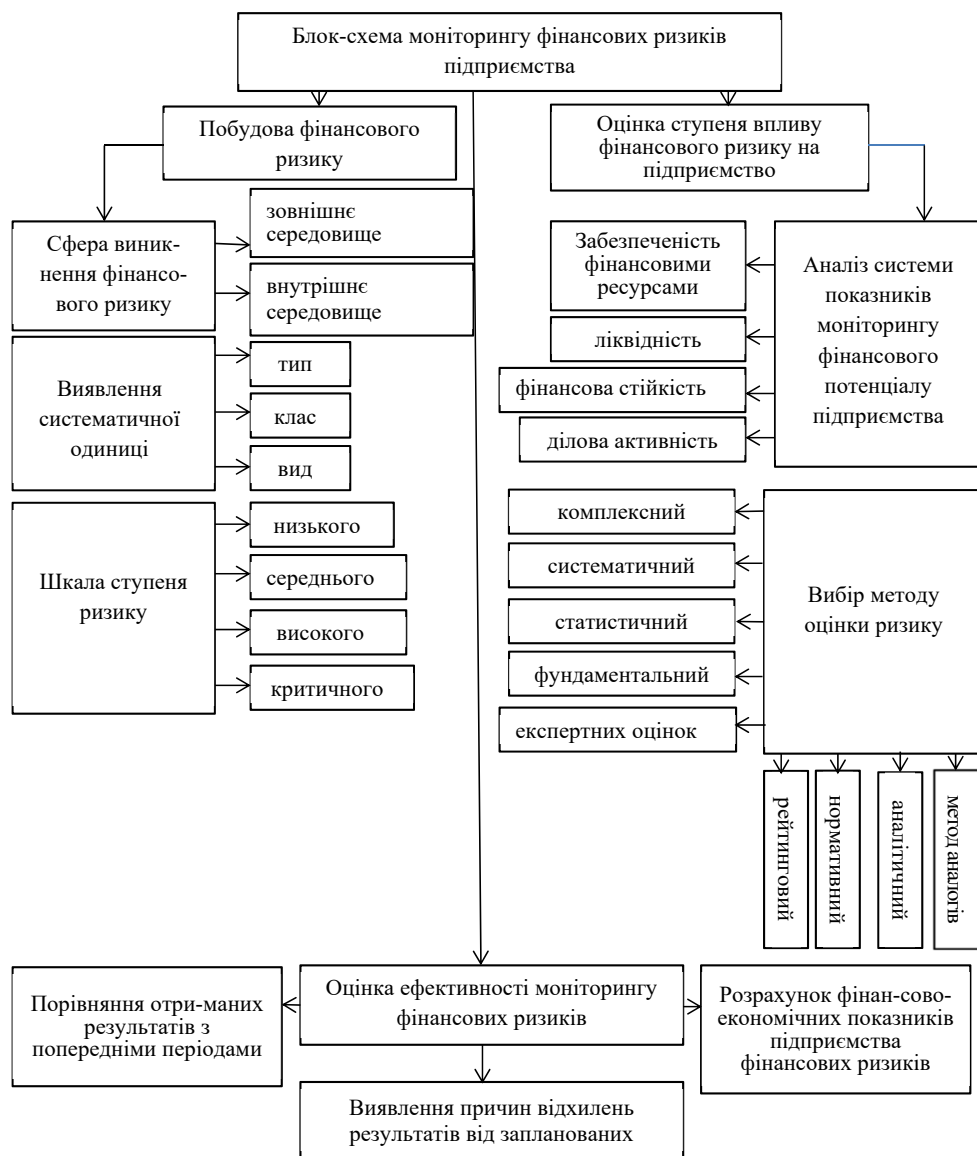 Блок-схема моніторингу фінансових ризиків
підприємства
Побудова фінансового
ризику
Оцінка ступеня впливу
фінансового ризику на
підприємство
Сфера виник-
нення фінансо-
вого ризику
зовнішнє
середовище
внутрішнє
середовище
Виявлення
систематичної
одиниці
тип
клас
вид
Шкала ступеня
ризику
низького
середнього
високого
критичного
Забезпеченість
фінансовими
ресурсами
ліквідність
фінансова стійкість
ділова активність
Аналіз системи
показників
моніторингу
фінансового
потенціалу
підприємства
комплексний
систематичний
статистичний
фундаментальний
експертних оцінок
Вибір методу
оцінки ризику
рейтинговий
нормативний
аналітичний
метод аналогів
Порівняння отри-маних
результатів з
попередніми періодами
Оцінка ефективності моніторингу
фінансових ризиків
Розрахунок фінан-сово-
економічних показників
підприємства
фінансових ризиків
Виявлення причин відхилень
результатів від запланованих